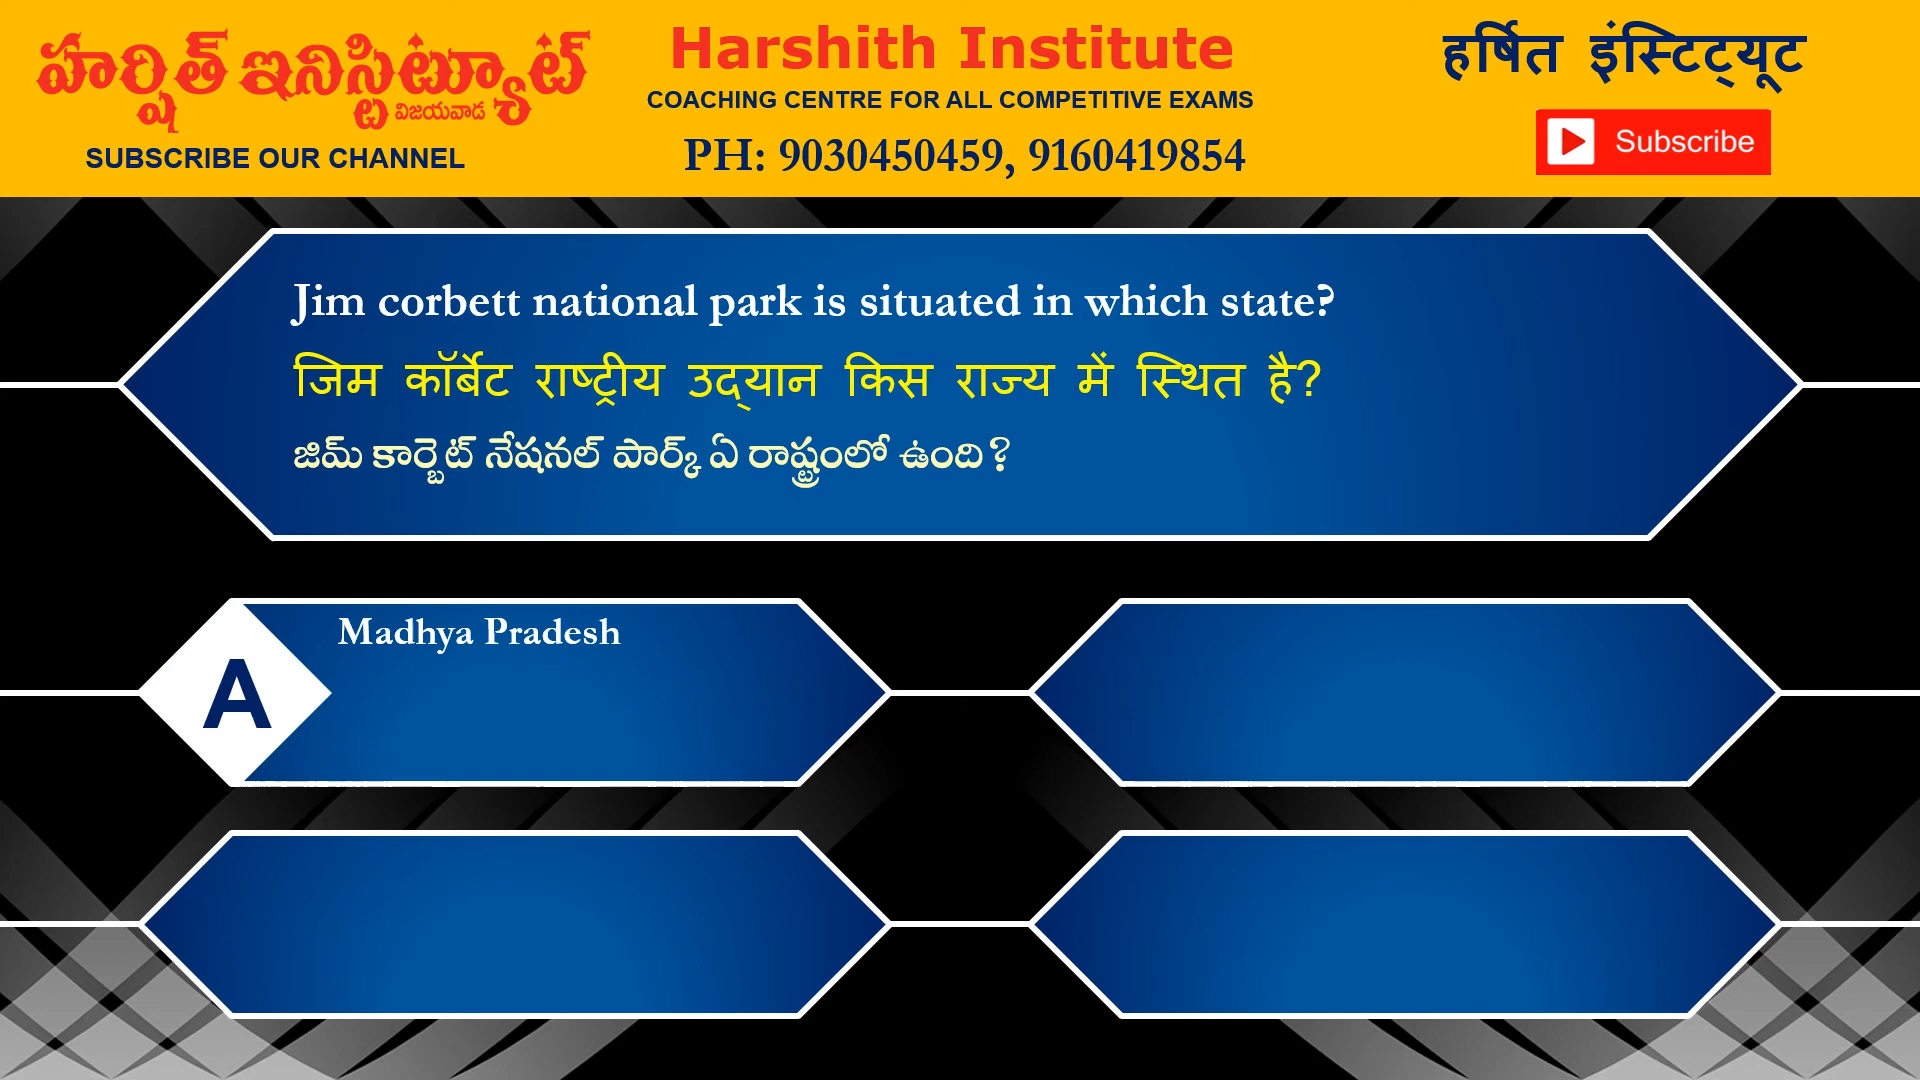 హర్షిత్ ఇనిస్టిట్యూట్
విజయవాడ
SUBSCRIBE OUR CHANNEL
Harshith Institute
COACHING CENTRE FOR ALL COMPETITIVE EXAMS
PH: 9030450459, 9160419854
हर्षित इंस्टिट्यूट
Subscribe
Jim corbett national park is situated in which state?
जिम कॉर्बेट राष्ट्रीय उद्यान किस राज्य में स्थित है?
జిమ్ కార్బెట్ నేషనల్ పార్క్ ఏ రాష్ట్రంలో ఉంది?
Madhya Pradesh
A